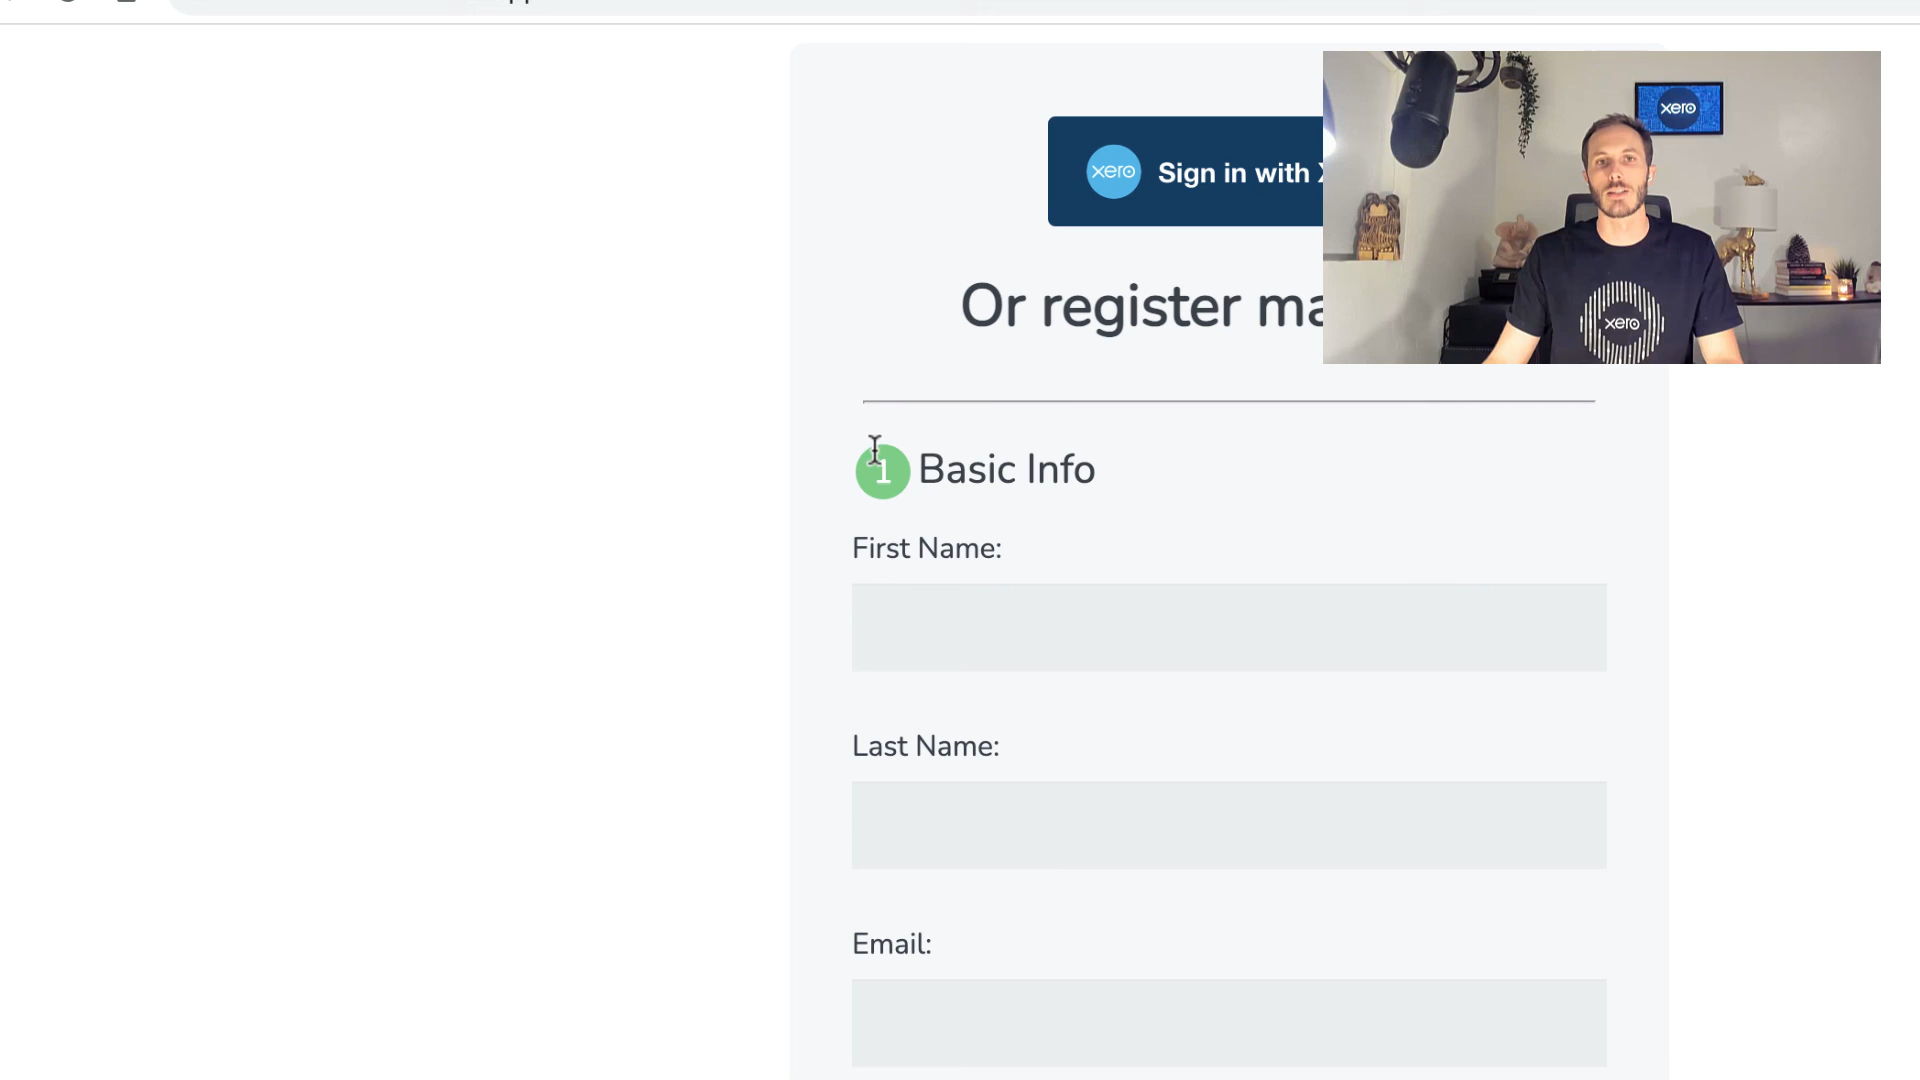 xero Sign in with
xero
Or register ma
xero
1 Basic Info
First Name:
Last Name:
Email: